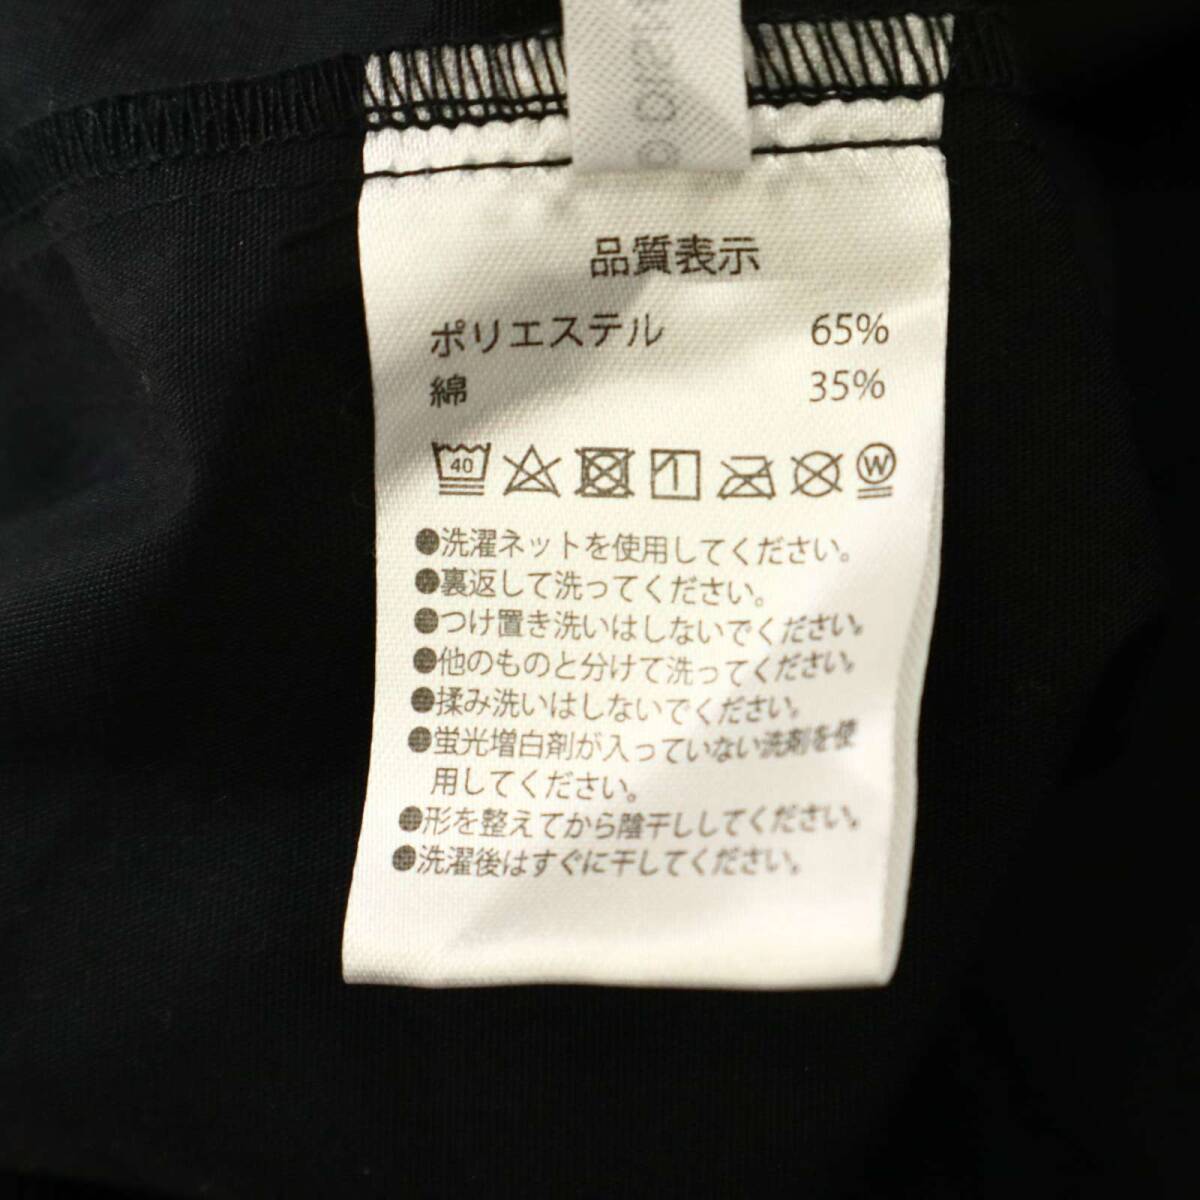 品質表示
ポリエステル 65%
綿 35%
40 W
●洗濯ネットを使用してください。
●裏返して洗ってください。
●つけ置き洗いはしないでください。
●他のものと分けて洗ってください。
●揉み洗いはしないでください。
●蛍光増白剤が入っていない洗剤を使
用してください。
●形を整えてから陰干ししてください。
●洗濯後はすぐに干してください。